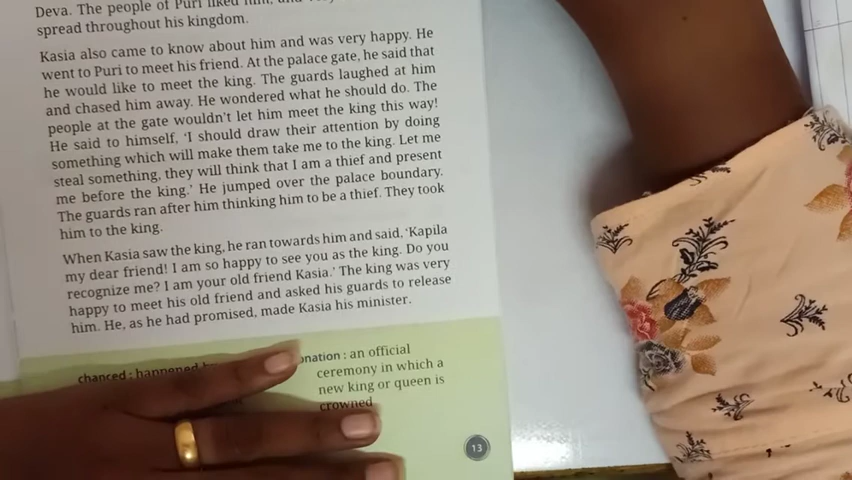 Deva. The people of Puri liked him, and
spread throughout his kingdom.
Kasia also came to know about him and was very happy. He
went to Puri to meet his friend. At the palace gate, he said that
he would like to meet the king. The guards laughed at him
and chased him away. He wondered what he should do. The
people at the gate wouldn't let him meet the king this way!
He said to himself, 'I should draw their attention by doing
something which will make them take me to the king. Let me
steal something, they will think that I am a thief and present
me before the king.' He jumped over the palace boundary.
The guards ran after him thinking him to be a thief. They took
him to the king.
When Kasia saw the king, he ran towards him and said, 'Kapila
my dear friend! I am so happy to see you as the king. Do you
recognize me? I am your old friend Kasia.' The king was very
happy to meet his old friend and asked his guards to release
him. He, as he had promised, made Kasia his minister.
chanced : happened
onation : an official
ceremony in which a
new king or queen is
crowned
13